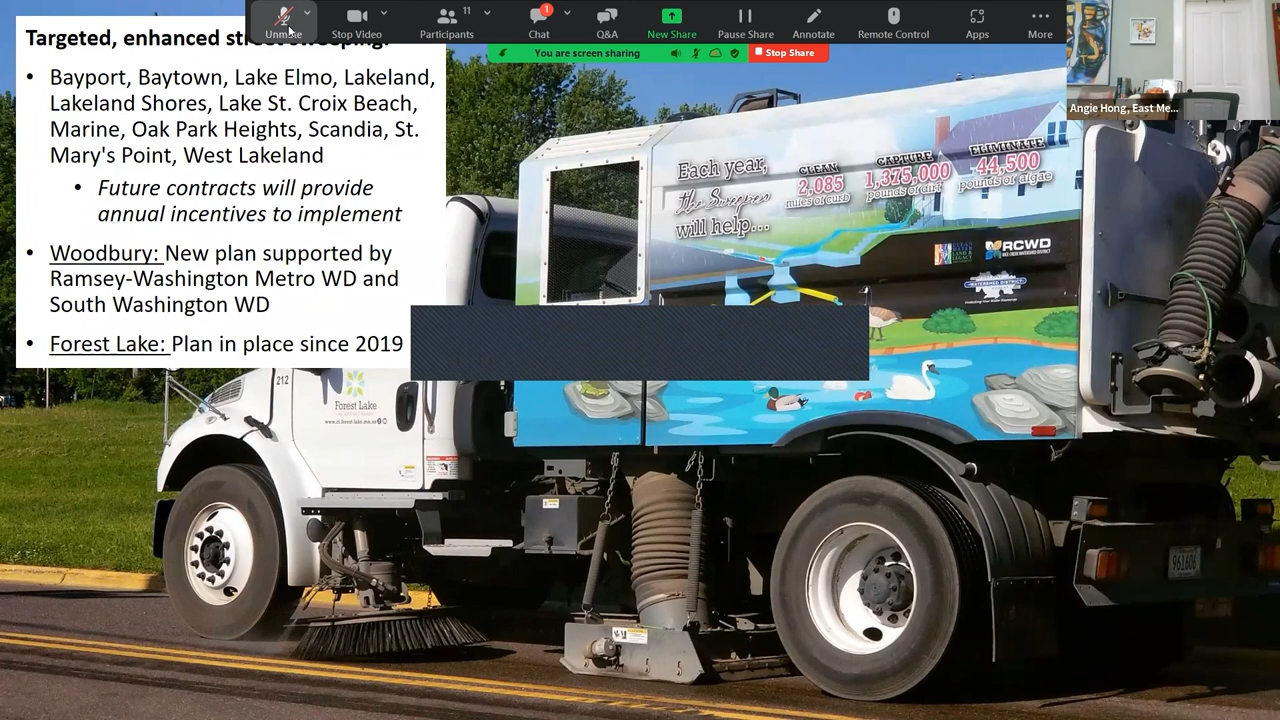 Unmute
Stop Video
11
Participants
1
Chat
Q&A
New Share
Pause Share
Annotate
Remote Control
Apps
More
You are screen sharing
Stop Share
Angie Hong, East Me...
Targeted, enhanced street sweeping:
• Bayport, Baytown, Lake Elmo, Lakeland,
Lakeland Shores, Lake St. Croix Beach,
Marine, Oak Park Heights, Scandia, St.
Mary's Point, West Lakeland
• Future contracts will provide
annual incentives to implement
• Woodbury: New plan supported by
Ramsey-Washington Metro WD and
South Washington WD
• Forest Lake: Plan in place since 2019
Each year,
the Sweeper
will help...
CLEAN
2,085
miles of curb
CAPTURE
1,375,000
pounds of dirt
ELIMINATE
44,500
pounds of algae
RCWD
WATERSHED DISTRICT
212
Forest Lake
961606